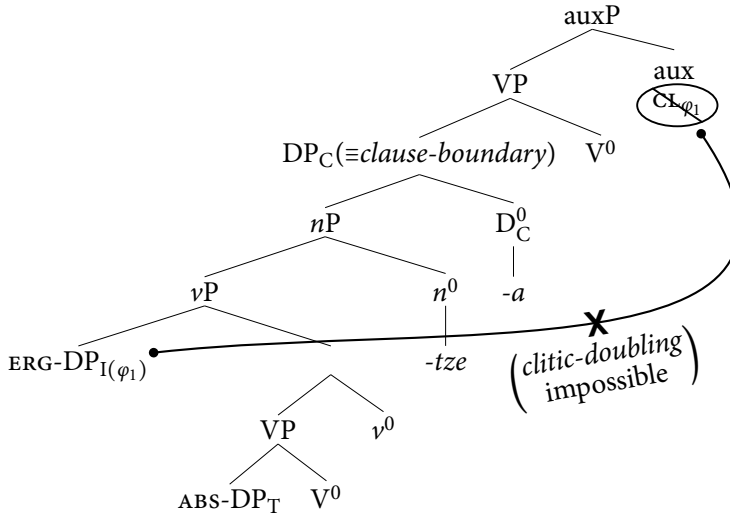 auxP
VP aux
CLφ1
DPC(≡clause-boundary) V0
nP D0C
vP n0 -a
ERG-DPI(φ1) -tze X
(clitic-doubling
impossible)
VP v0
ABS-DPT V0